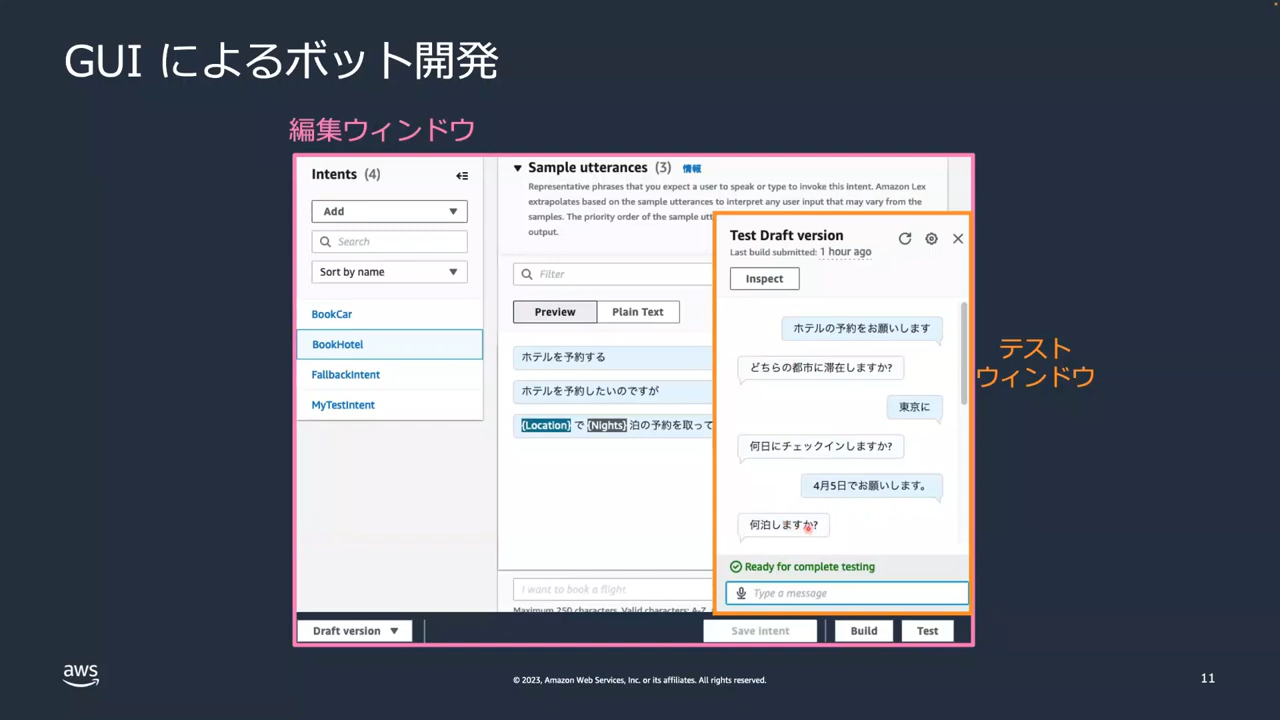 GUI によるボット開発
編集ウィンドウ
Intents (4)
Add
Search
Sort by name
BookCar
BookHotel
FallbackIntent
MyTestIntent
Sample utterances (3) 情報
Representative phrases that you expect a user to speak or type to invoke this intent. Amazon Lex
extrapolates based on the sample utterances to interpret any user input that may vary from the
samples. The priority order of the sample
output.
Filter
Preview
Plain Text
ホテルを予約する
ホテルを予約したいのですが
{Location} で {Nights} 泊の予約を取って
I want to book a flight
Maximum 250 characters. Valid characters: A-Z,
Test Draft version
Last build submitted: 1 hour ago
Inspect
ホテルの予約をお願いします
どちらの都市に滞在しますか?
東京に
何日にチェックインしますか?
4月5日でお願いします。
何泊しますか?
Ready for complete testing
Type a message
テスト
ウィンドウ
Draft version
Save intent
Build
Test
aws
© 2023, Amazon Web Services, Inc. or its affiliates. All rights reserved.
11